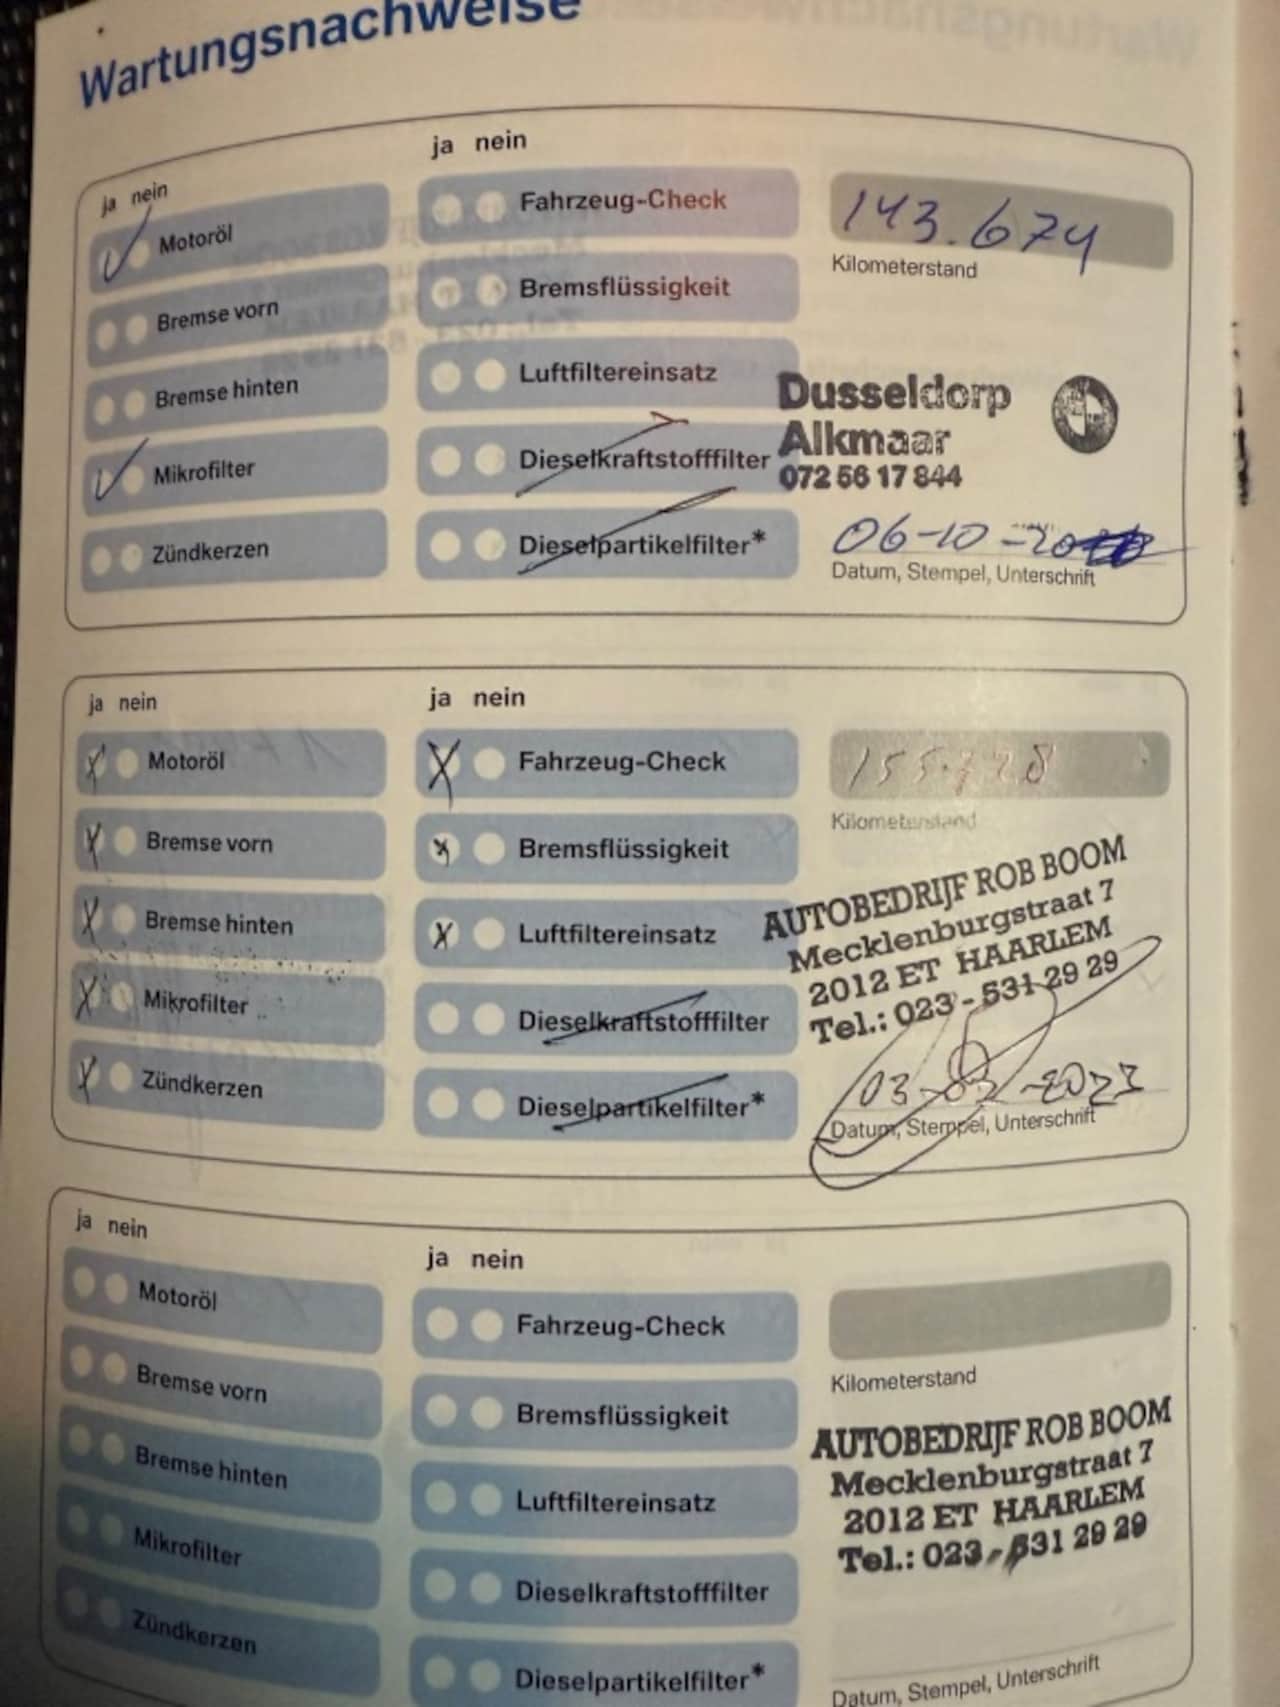 Wartungsnachweise
ja nein
Motoröl
Bremse vorn
Bremse hinten
Mikrofilter
Zündkerzen
ja nein
Fahrzeug-Check
Bremsflüssigkeit
Luftfiltereinsatz
Dieselkraftstofffilter
Dieselpartikelfilter*
143.674
Kilometerstand
Dusseldorp
Alkmaar
072 56 17 844
06-10
Datum, Stempel, Unterschrift
ja nein
Motoröl
Bremse vorn
Bremse hinten
Mikrofilter
Zündkerzen
ja nein
Fahrzeug-Check
Bremsflüssigkeit
Luftfiltereinsatz
Dieselkraftstofffilter
Dieselpartikelfilter*
Kilometerstand
AUTOBEDRIJF ROB BOOM
Mecklenburgstraat 7
2012 ET HAARLEM
Tel.: 023 - 531 29 29
Datum, Stempel, Unterschrift
ja nein
Motoröl
Bremse vorn
Bremse hinten
Mikrofilter
Zündkerzen
ja nein
Fahrzeug-Check
Bremsflüssigkeit
Luftfiltereinsatz
Dieselkraftstofffilter
Dieselpartikelfilter*
Kilometerstand
AUTOBEDRIJF ROB BOOM
Mecklenburgstraat 7
2012 ET HAARLEM
Tel.: 023 - 531 29 29
Datum, Stempel, Unterschrift